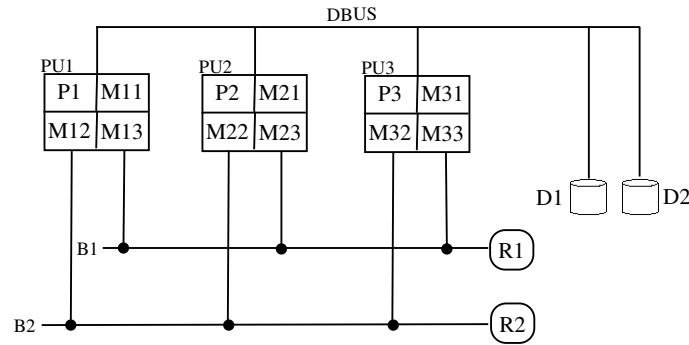 DBUS
PU1
PU2
PU3
P1 M11
P2 M21
P3 M31
M12 M13
M22 M23
M32 M33
D1
D2
B1
R1
B2
R2